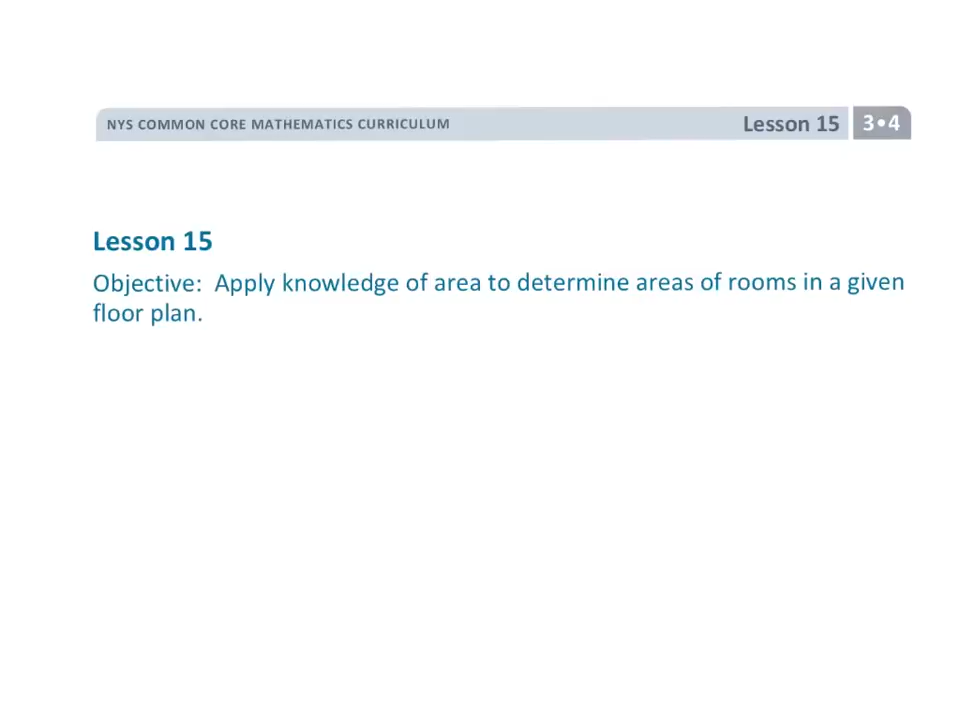 NYS COMMON CORE MATHEMATICS CURRICULUM
Lesson 15
3•4
Lesson 15
Objective: Apply knowledge of area to determine areas of rooms in a given
floor plan.